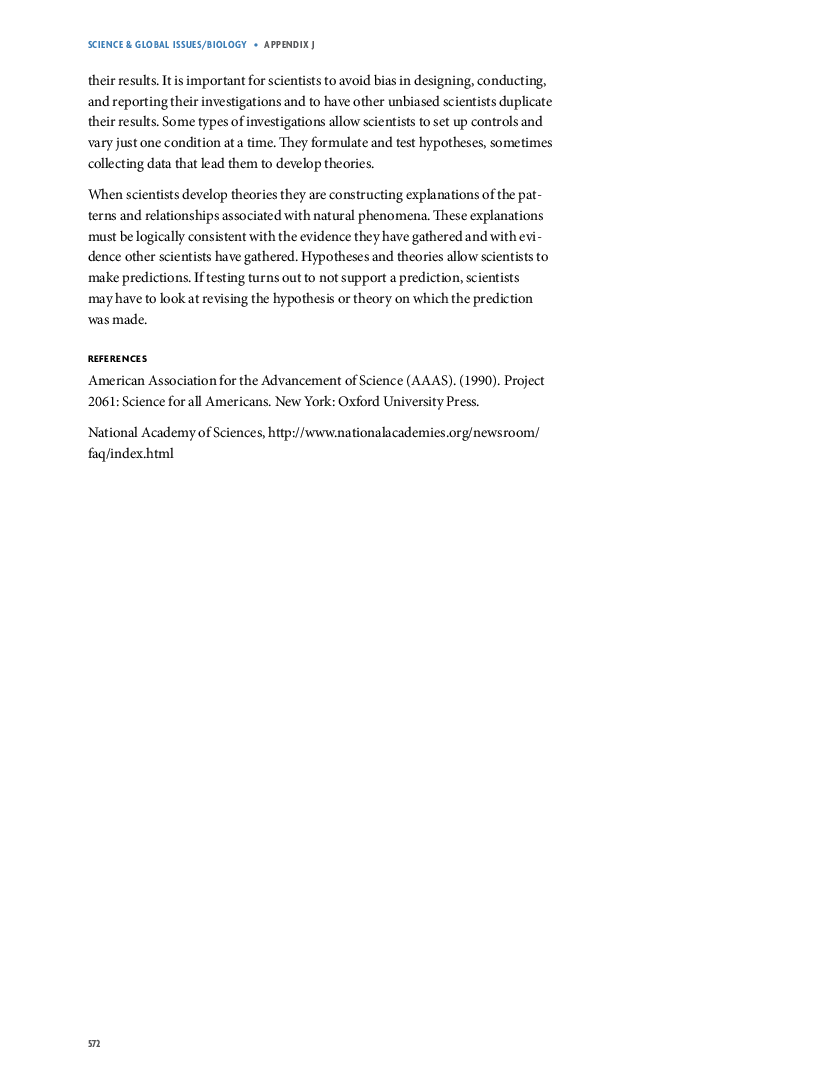 SCIENCE & GLOBAL ISSUES/BIOLOGY • APPENDIX J
their results. It is important for scientists to avoid bias in designing, conducting,
and reporting their investigations and to have other unbiased scientists duplicate
their results. Some types of investigations allow scientists to set up controls and
vary just one condition at a time. They formulate and test hypotheses, sometimes
collecting data that lead them to develop theories.
When scientists develop theories they are constructing explanations of the pat-
terns and relationships associated with natural phenomena. These explanations
must be logically consistent with the evidence they have gathered and with evi-
dence other scientists have gathered. Hypotheses and theories allow scientists to
make predictions. If testing turns out to not support a prediction, scientists
may have to look at revising the hypothesis or theory on which the prediction
was made.
REFERENCES
American Association for the Advancement of Science (AAAS). (1990). Project
2061: Science for all Americans. New York: Oxford University Press.
National Academy of Sciences, http://www.nationalacademies.org/newsroom/
faq/index.html
572